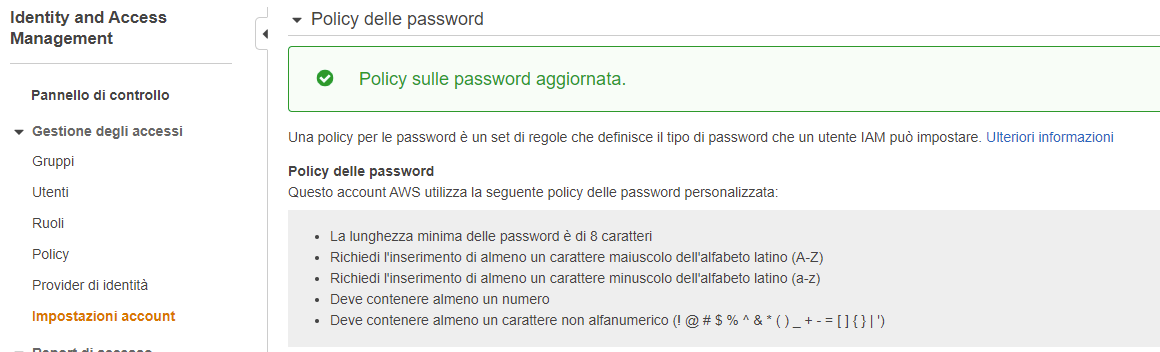 Identity and Access
Management
Pannello di controllo
Gestione degli accessi
Gruppi
Utenti
Ruoli
Policy
Provider di identità
Impostazioni account
Report di accesso
Policy delle password
Policy sulle password aggiornata.
Una policy per le password è un set di regole che definisce il tipo di password che un utente IAM può impostare. Ulteriori informazioni
Policy delle password
Questo account AWS utilizza la seguente policy delle password personalizzata:
• La lunghezza minima delle password è di 8 caratteri
• Richiedi l'inserimento di almeno un carattere maiuscolo dell'alfabeto latino (A-Z)
• Richiedi l'inserimento di almeno un carattere minuscolo dell'alfabeto latino (a-z)
• Deve contenere almeno un numero
• Deve contenere almeno un carattere non alfanumerico (! @ # $ % ^ & * ( ) _ + - = [ ] { } | ')